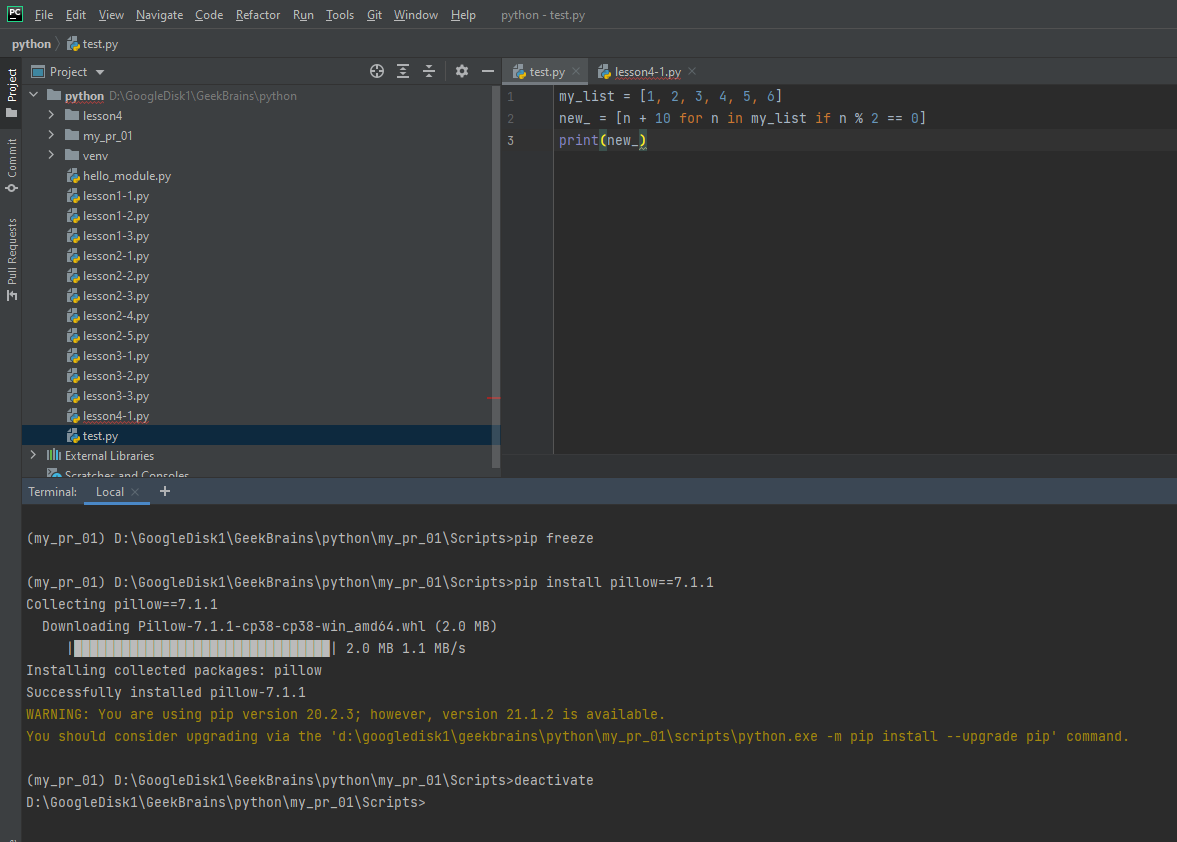 PC File Edit View Navigate Code Refactor Run Tools Git Window Help python - test.py
python test.py
Project
test.py lesson4-1.py
Project
Commit
Pull Requests
python D:\GoogleDisk1\GeekBrains\python
lesson4
my_pr_01
venv
hello_module.py
lesson1-1.py
lesson1-2.py
lesson1-3.py
lesson2-1.py
lesson2-2.py
lesson2-3.py
lesson2-4.py
lesson2-5.py
lesson3-1.py
lesson3-2.py
lesson3-3.py
lesson4-1.py
test.py
External Libraries
Scratches and Consoles
1 my_list = [1, 2, 3, 4, 5, 6]
2 new_ = [n + 10 for n in my_list if n % 2 == 0]
3 print(new_)
Terminal: Local +
(my_pr_01) D:\GoogleDisk1\GeekBrains\python\my_pr_01\Scripts>pip freeze
(my_pr_01) D:\GoogleDisk1\GeekBrains\python\my_pr_01\Scripts>pip install pillow==7.1.1
Collecting pillow==7.1.1
Downloading Pillow-7.1.1-cp38-cp38-win_amd64.whl (2.0 MB)
| | 2.0 MB 1.1 MB/s
Installing collected packages: pillow
Successfully installed pillow-7.1.1
WARNING: You are using pip version 20.2.3; however, version 21.1.2 is available.
You should consider upgrading via the 'd:\googledisk1\geekbrains\python\my_pr_01\scripts\python.exe -m pip install --upgrade pip' command.
(my_pr_01) D:\GoogleDisk1\GeekBrains\python\my_pr_01\Scripts>deactivate
D:\GoogleDisk1\GeekBrains\python\my_pr_01\Scripts>